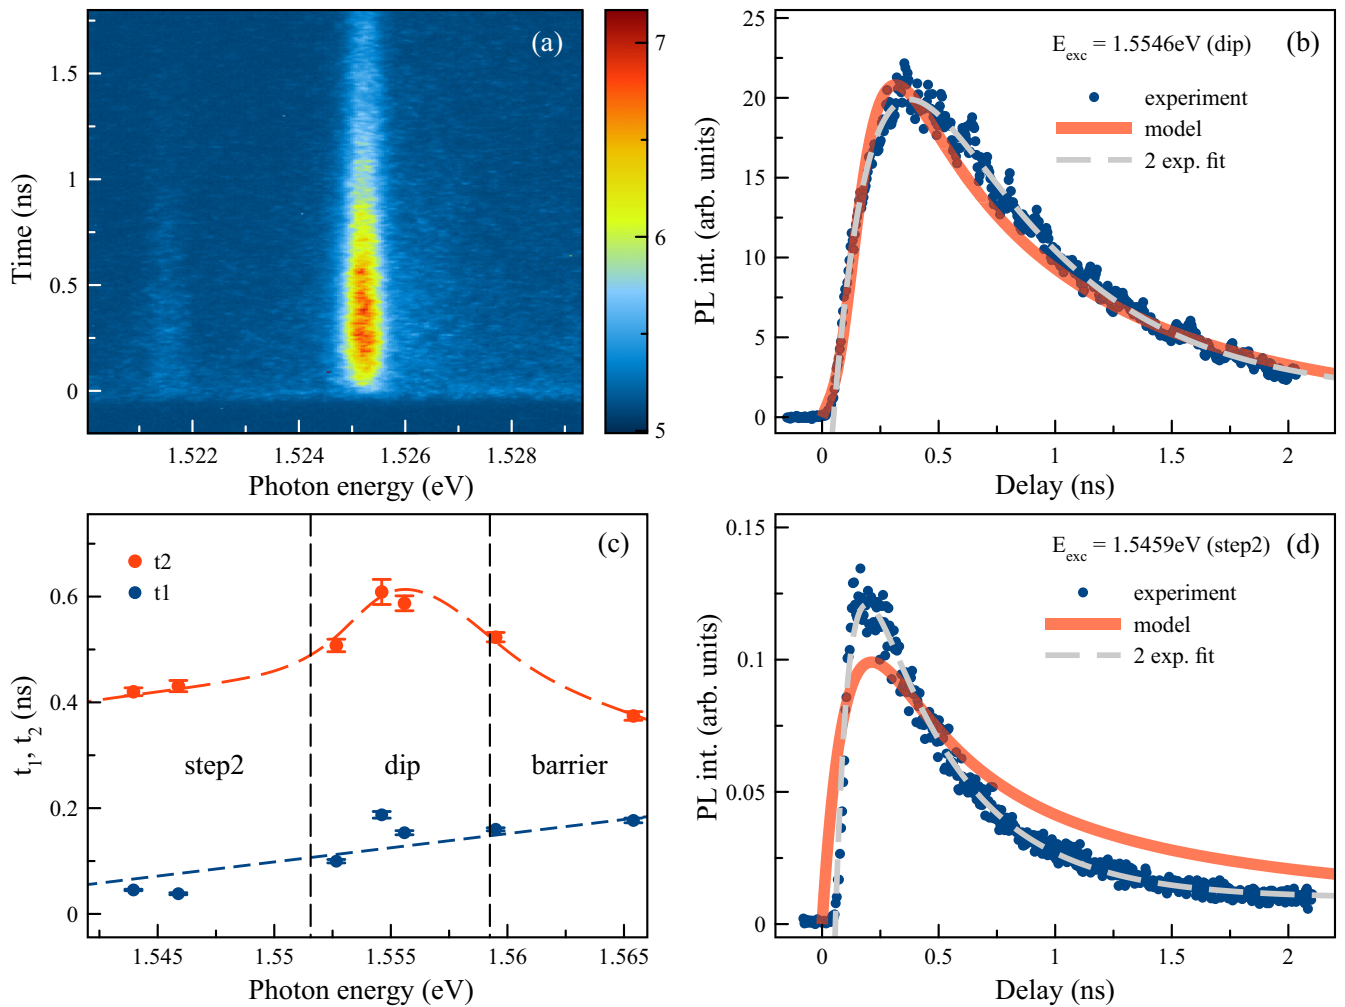 (a)
Time (ns)
1.5
1
0.5
0
1.522
1.524
1.526
1.528
Photon energy (eV)
7
6
5
(b)
E_exc = 1.5546eV (dip)
experiment
model
2 exp. fit
PL int. (arb. units)
25
20
15
10
5
0
0
0.5
1
1.5
2
Delay (ns)
(c)
t2
t1
t₁, t₂ (ns)
0.6
0.4
0.2
0
step2
dip
barrier
1.545
1.55
1.555
1.56
1.565
Photon energy (eV)
(d)
E_exc = 1.5459eV (step2)
experiment
model
2 exp. fit
PL int. (arb. units)
0.15
0.1
0.05
0
0
0.5
1
1.5
2
Delay (ns)